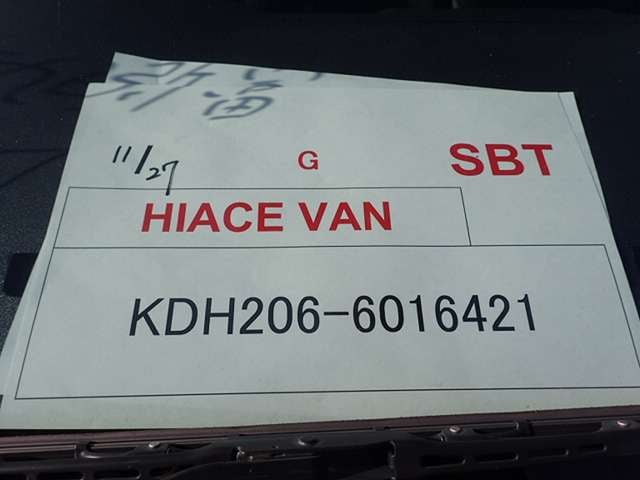 11/27 G SBT
HIACE VAN
KDH206-6016421